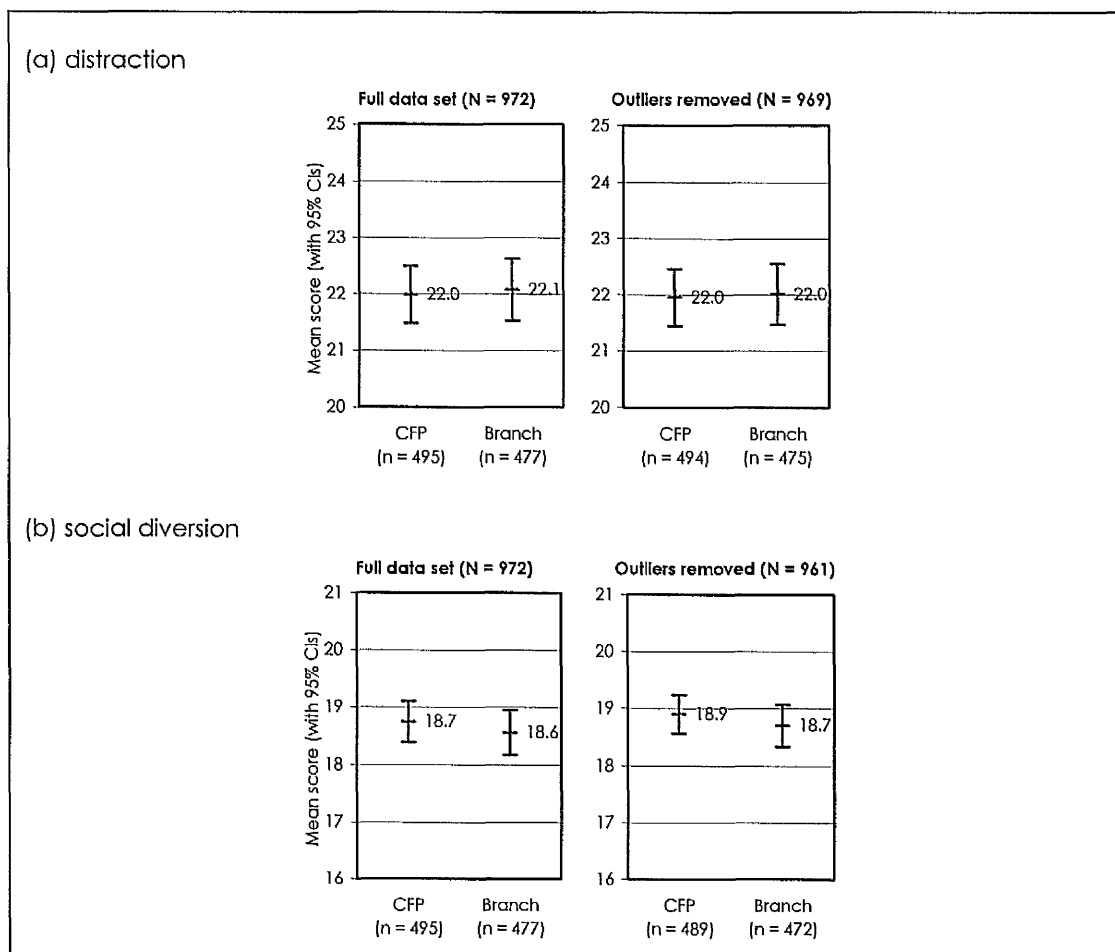 (a) distraction
Full data set (N = 972)
Outliers removed (N = 969)
Mean score (with 95% CIs)
25
24
23
22
21
20
22.0
22.1
CFP
(n = 495)
Branch
(n = 477)
25
24
23
22
21
20
22.0
22.0
CFP
(n = 494)
Branch
(n = 475)
(b) social diversion
Full data set (N = 972)
Outliers removed (N = 961)
Mean score (with 95% CIs)
21
20
19
18
17
16
18.7
18.6
CFP
(n = 495)
Branch
(n = 477)
21
20
19
18
17
16
18.9
18.7
CFP
(n = 489)
Branch
(n = 472)